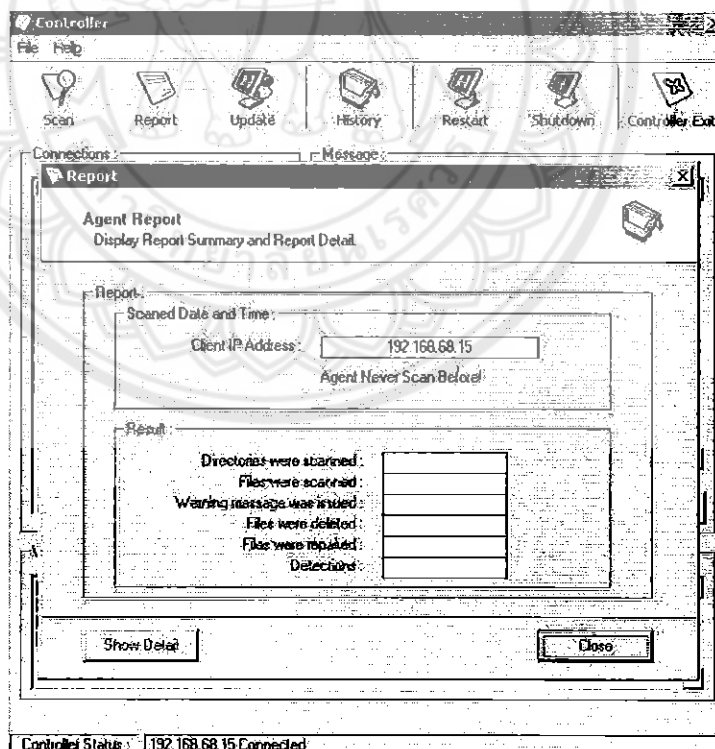 Controller
File Help
Scan Report Update History Restart Shutdown Controller Exit
Connections : Message :
Report
Agent Report
Display Report Summary and Report Detail.
Report :
Scaned Date and Time :
Client IP Address : 192.168.68.15
Agent Never Scan Before!
Result :
Directories were scanned :
Files were scanned :
Warning message was issued :
Files were deleted :
Files were repaired :
Detections :
Show Detail Close
Controller Status : 192.168.68.15 Connected